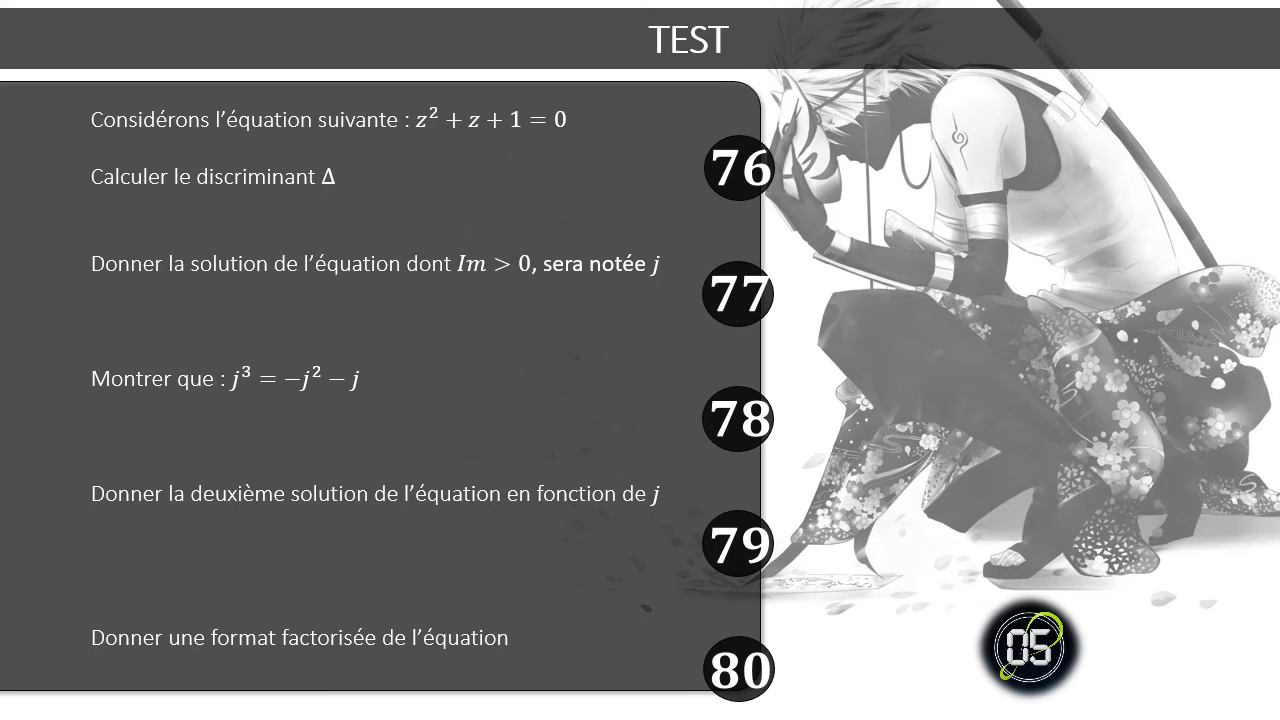 TEST
Considérons l’équation suivante : z² + z + 1 = 0
76
Calculer le discriminant Δ
Donner la solution de l’équation dont Im > 0, sera notée j
77
Montrer que : j³ = −j² − j
78
Donner la deuxième solution de l’équation en fonction de j
79
Donner une format factorisée de l’équation
80
05